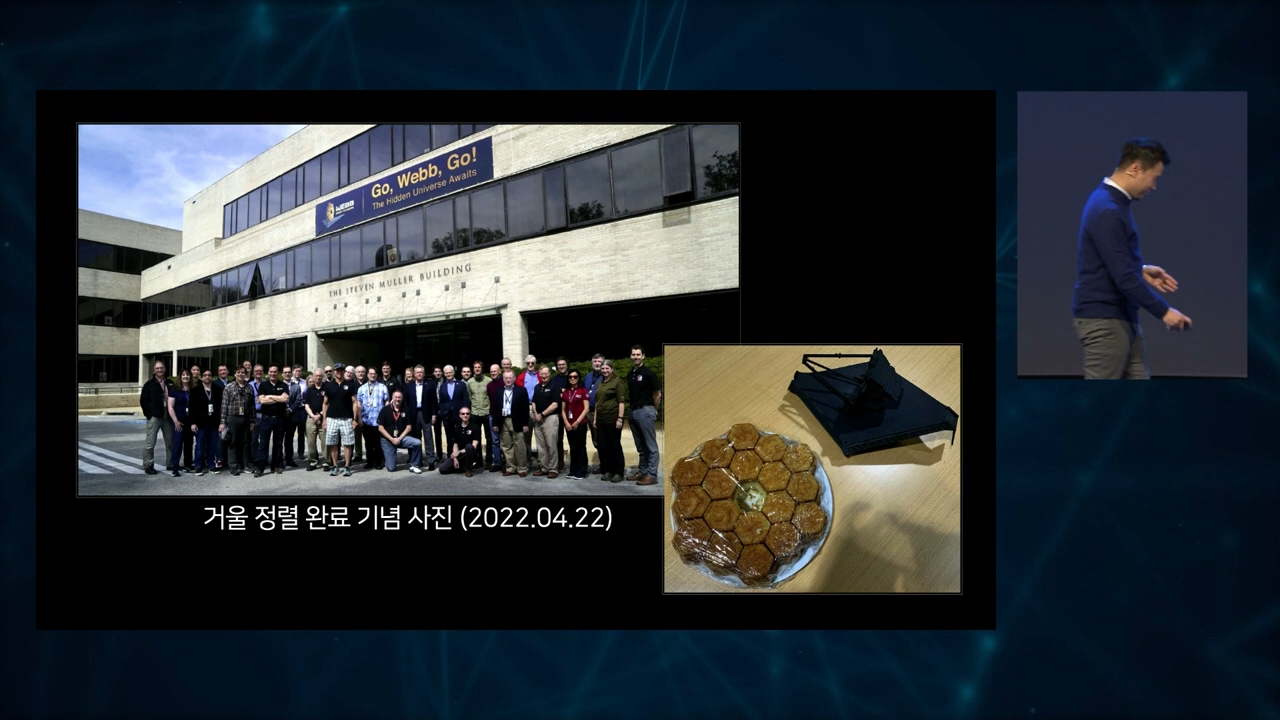 Go, Webb, Go!
WEBB
The Hidden Universe Awaits
THE STEVEN MULLER BUILDING
거울 정렬 완료 기념 사진 (2022.04.22)